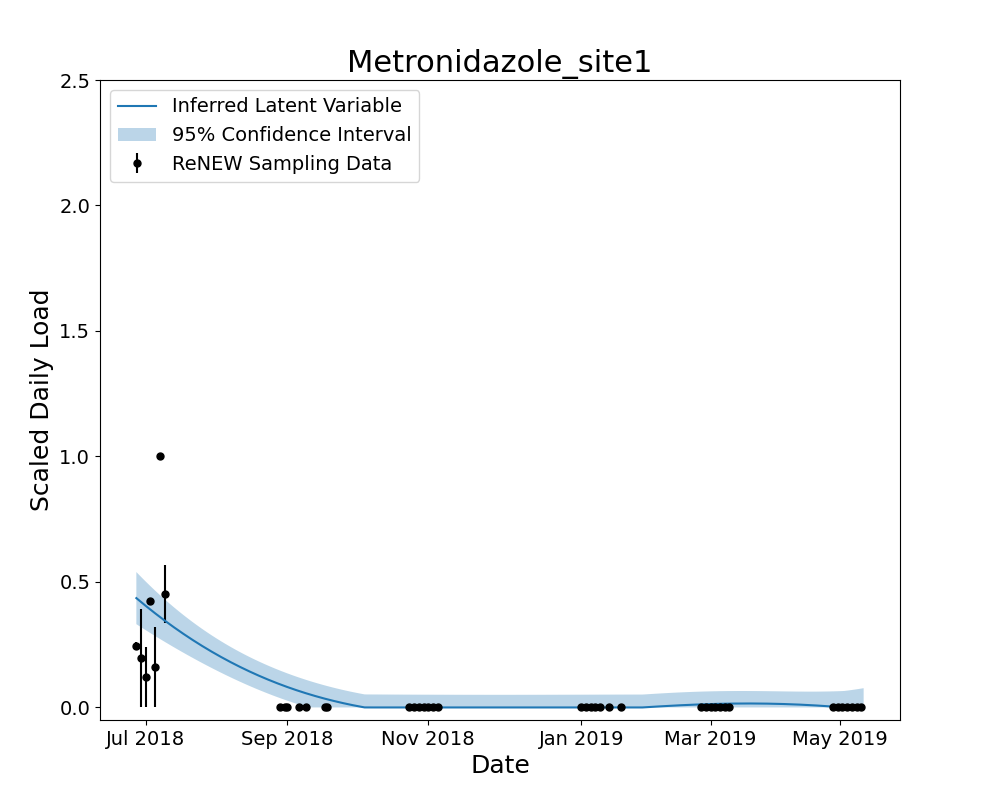 Metronidazole_site1
Inferred Latent Variable
95% Confidence Interval
ReNEW Sampling Data
Scaled Daily Load
2.5
2.0
1.5
1.0
0.5
0.0
Jul 2018 Sep 2018 Nov 2018 Jan 2019 Mar 2019 May 2019
Date